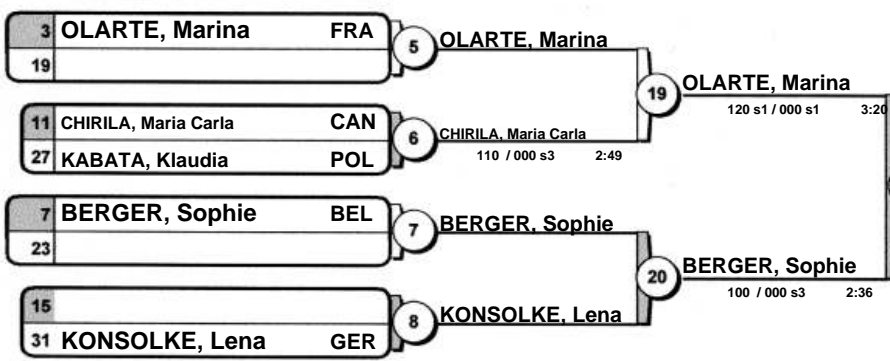 3 OLARTE, Marina FRA
19
5
OLARTE, Marina
11 CHIRILA, Maria Carla CAN
27 KABATA, Klaudia POL
6
CHIRILA, Maria Carla
110 / 000 s3 2:49
19
OLARTE, Marina
120 s1 / 000 s1 3:20
7 BERGER, Sophie BEL
23
7
BERGER, Sophie
15
31 KONSOLKE, Lena GER
8
KONSOLKE, Lena
20
BERGER, Sophie
100 / 000 s3 2:36